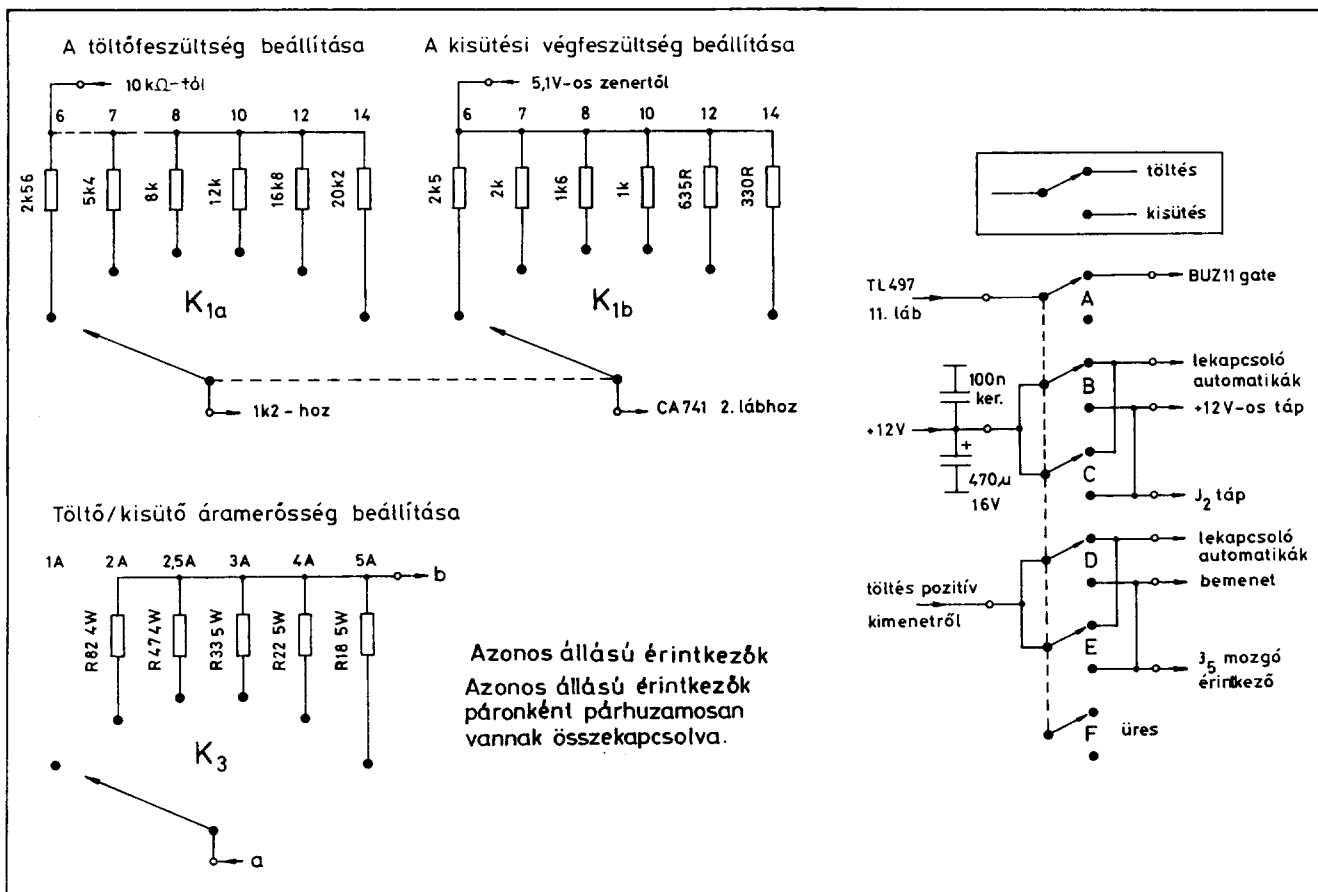 A töltőfeszültség beállítása
10kΩ-tól
6 7 8 10 12 14
2k56
5k4
8k
12k
16k8
20k2
K1a
1k2-hoz
A kisütési végfeszültség beállítása
5,1V-os zenertől
6 7 8 10 12 14
2k5
2k
1k6
1k
635R
330R
K1b
CA741 2. lábhoz
Töltő/kisütő áramerősség beállítása
1A 2A 2,5A 3A 4A 5A
b
R82 4W
R47 4W
R33 5W
R22 5W
R18 5W
K3
a
Azonos állású érintkezők
Azonos állású érintkezők
páronként párhuzamosan
vannak összekapcsolva.
töltés
kisütés
TL497
11. láb
A
BUZ11 gate
100n
ker.
+12V
+
470µ
16V
B
lekapcsoló
automatikák
+12V-os táp
C
J2 táp
töltés pozitív
kimenetről
D
lekapcsoló
automatikák
bemenet
E
J5 mozgó
érintkező
F
üres